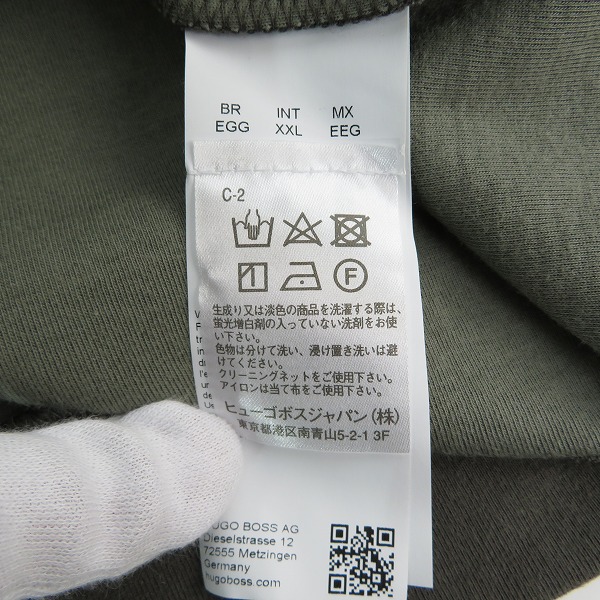 BR INT MX
EGG XXL EEG
C-2
F
生成り又は淡色の商品を洗濯する際は、
蛍光増白剤の入っていない洗剤をお使
い下さい。
色物は分けて洗い、浸け置き洗いは避
けてください。
クリーニングネットをご使用下さい。
アイロンは当て布をご使用下さい。
ヒューゴボスジャパン(株)
東京都港区南青山5-2-1 3F
HUGO BOSS AG
Dieselstrasse 12
72555 Metzingen
Germany
hugoboss.com